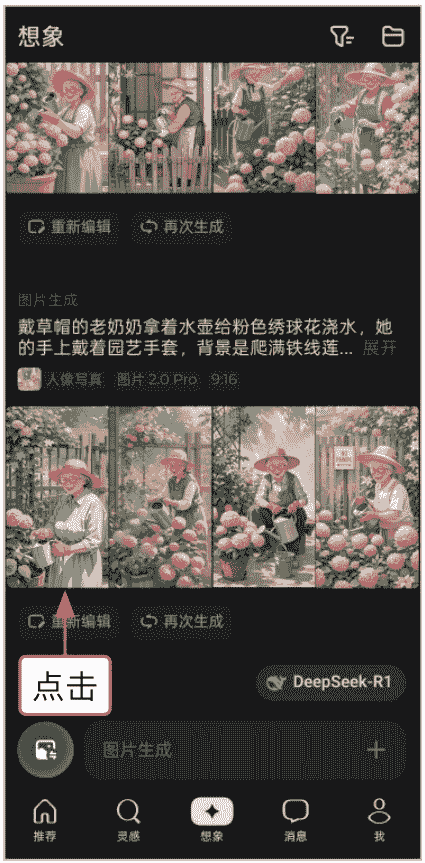 想象
重新编辑 再次生成
图片生成
戴草帽的老奶奶拿着水壶给粉色绣球花浇水，她
的手上戴着园艺手套，背景是爬满铁线莲... 展开
人像写真 图片 2.0 Pro 9:16
重新编辑 再次生成
点击
DeepSeek-R1
图片生成
推荐 灵感 想象 消息 我